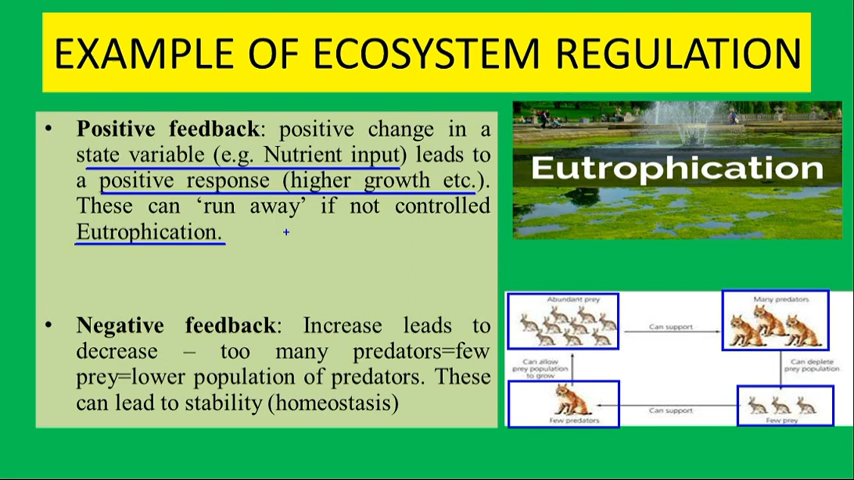 EXAMPLE OF ECOSYSTEM REGULATION
• Positive feedback: positive change in a
state variable (e.g. Nutrient input) leads to
a positive response (higher growth etc.).
These can ‘run away’ if not controlled
Eutrophication.
• Negative feedback: Increase leads to
decrease – too many predators=few
prey=lower population of predators. These
can lead to stability (homeostasis)
Eutrophication
Abundant prey
Can support
Many predators
Can allow
prey population
to grow
Can deplete
prey population
Few predators
Can support
Few prey